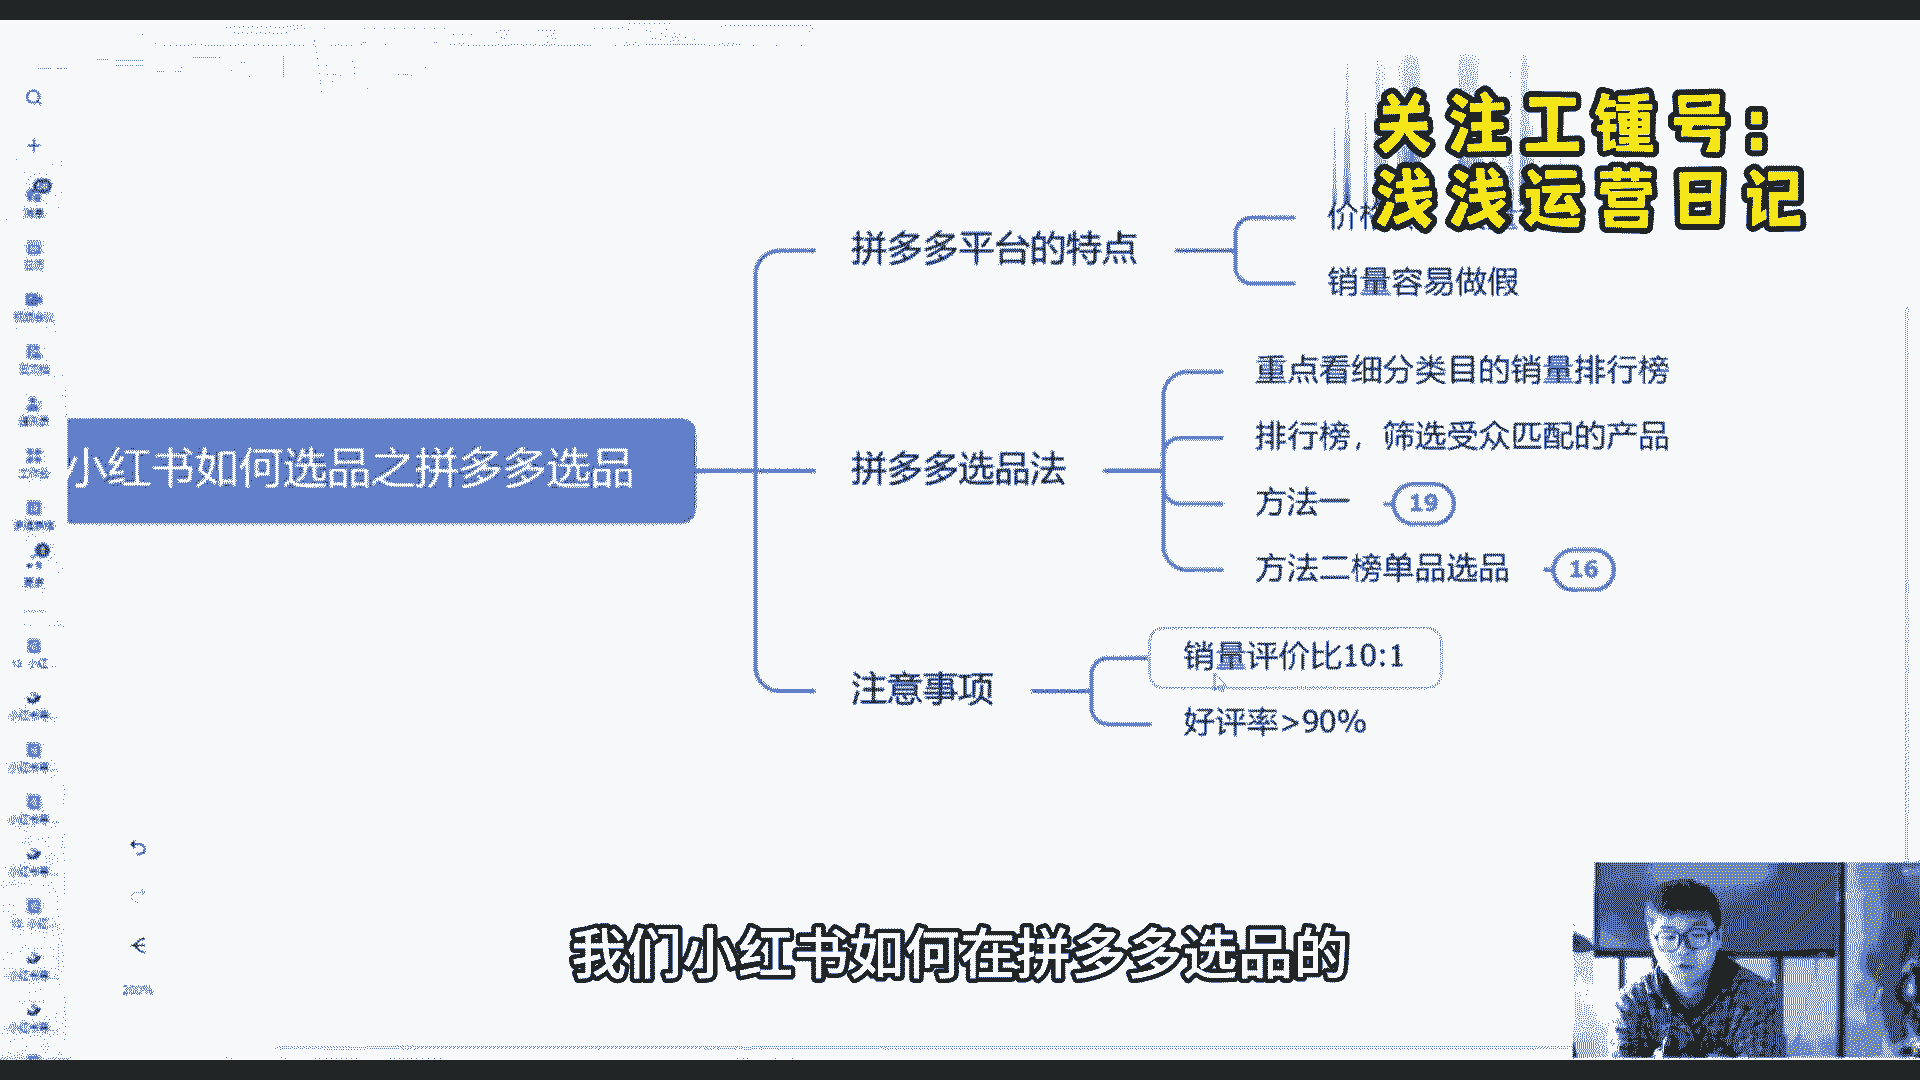 关注工锺号：
浅浅运营日记
拼多多平台的特点
销量容易做假
重点看细分类目的销量排行榜
排行榜，筛选受众匹配的产品
小红书如何选品之拼多多选品
拼多多选品法
方法一
19
方法二榜单品选品
16
销量评价比10:1
注意事项
好评率>90%
200%
我们小红书如何在拼多多选品的